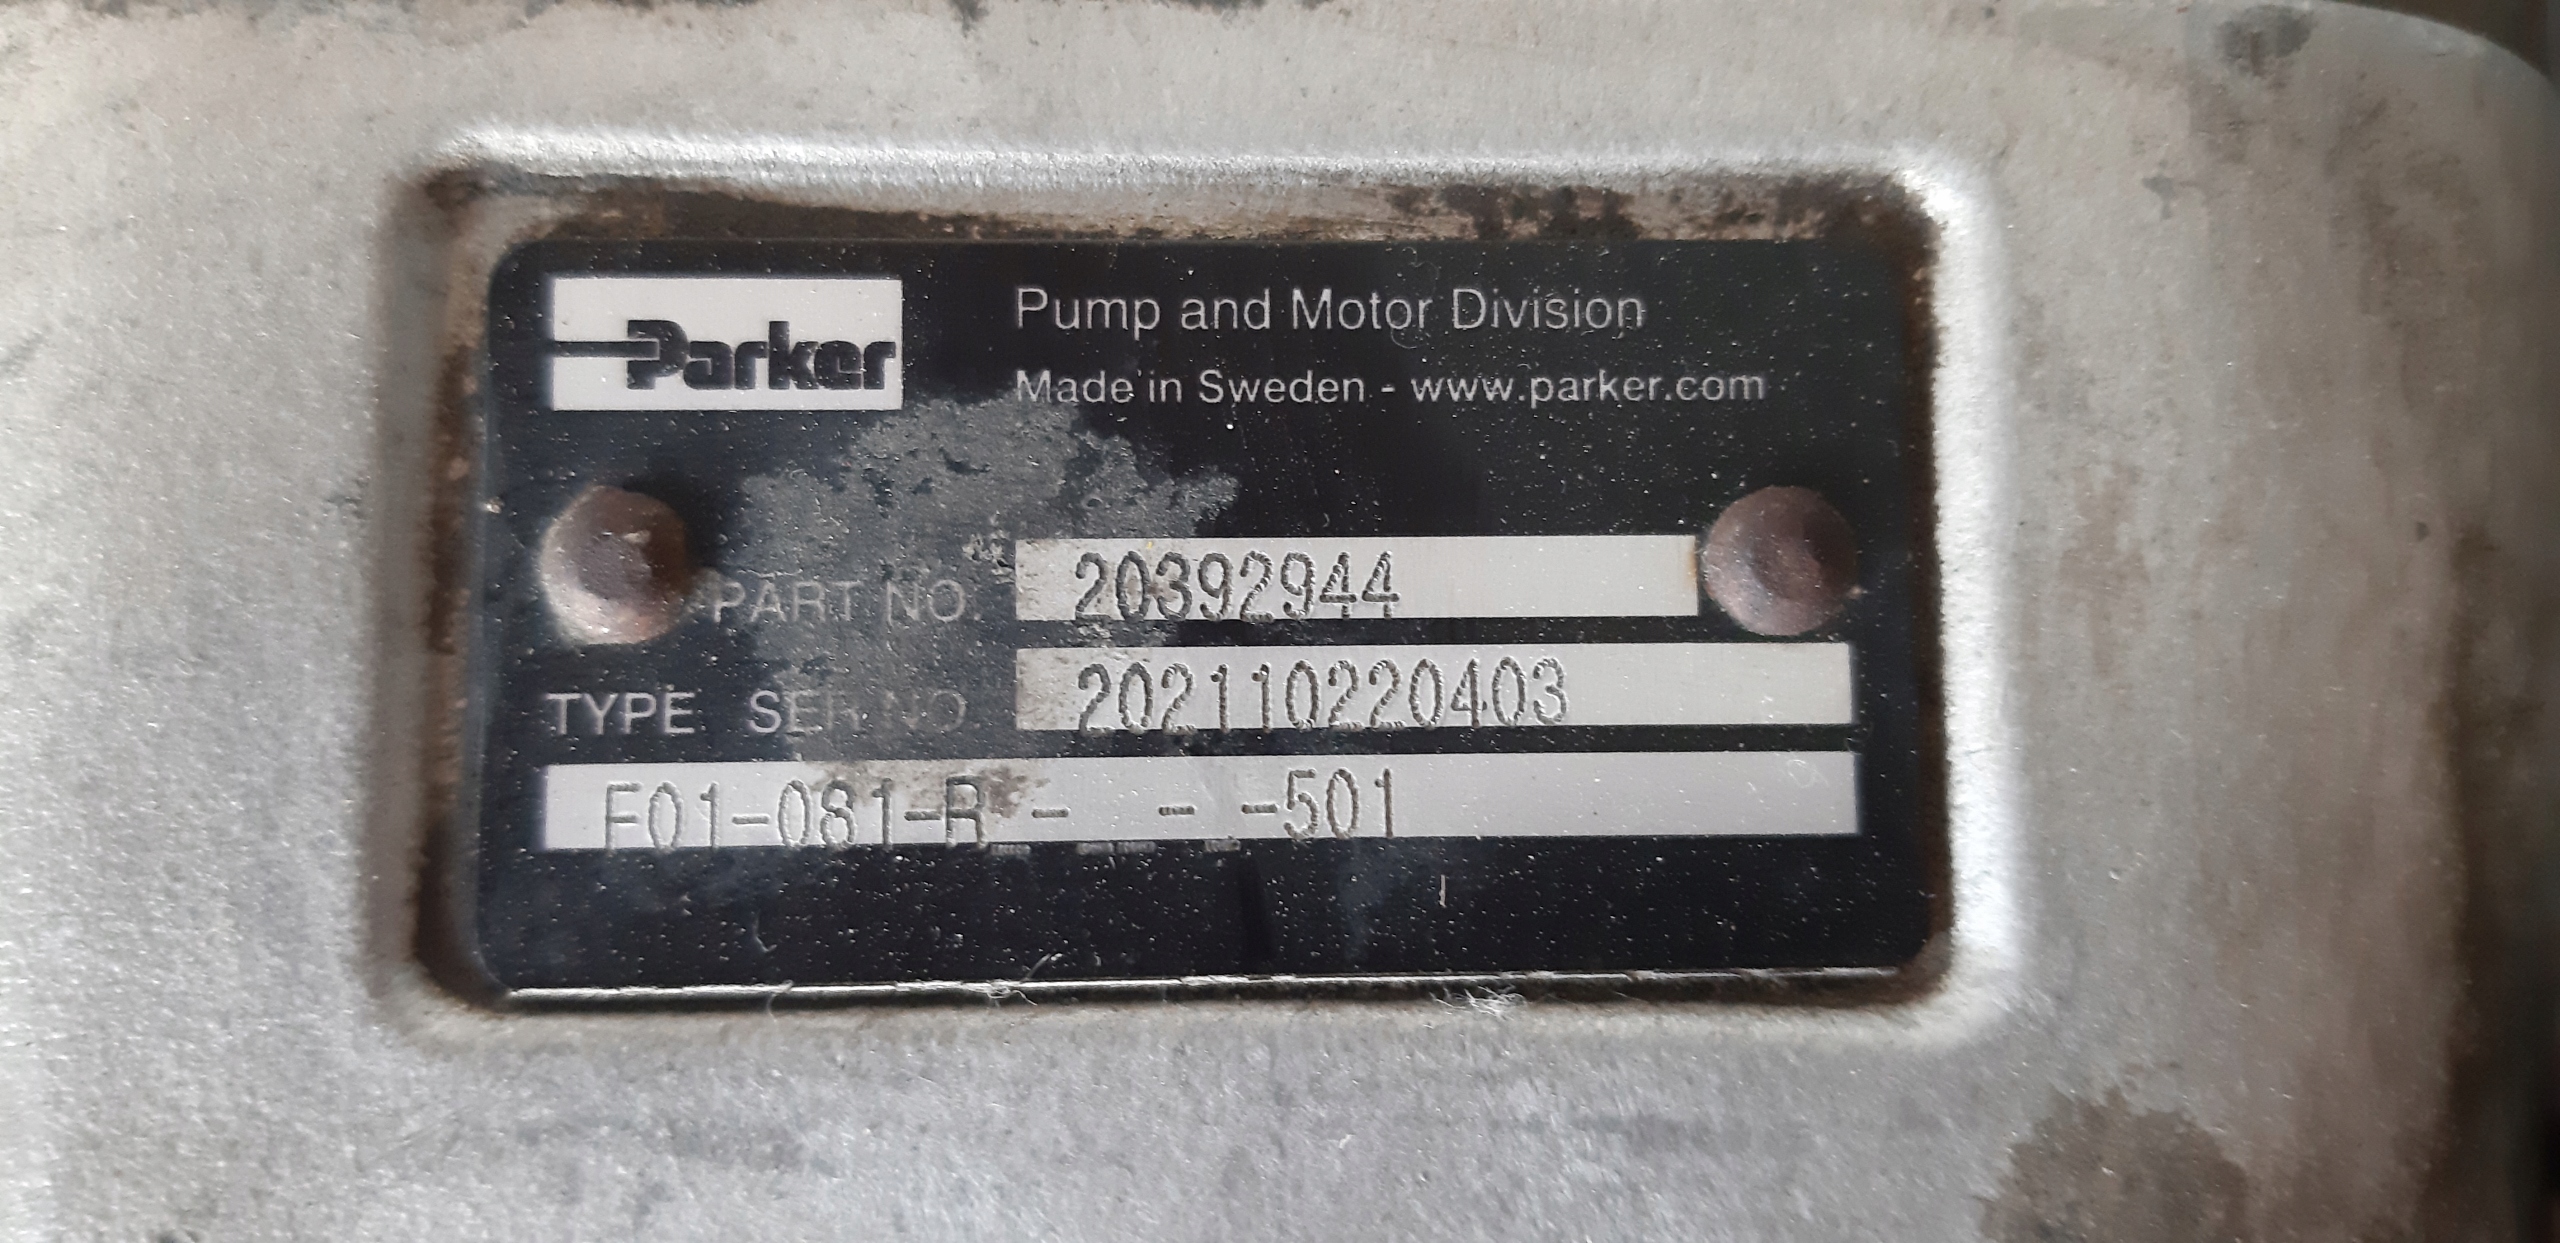 Parker
Pump and Motor Division
Made in Sweden - www.parker.com
PART NO. 20392944
TYPE SER NO 202110220403
F01-081-R - - -501